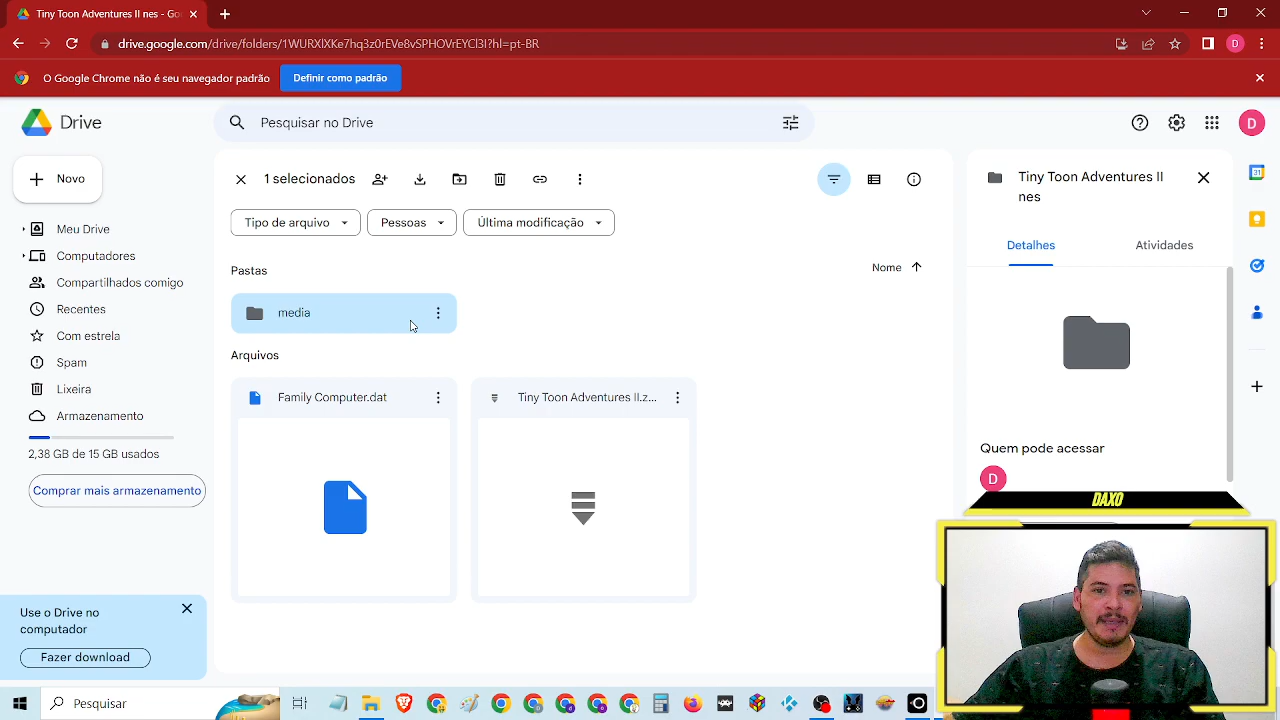 Tiny Toon Adventures II nes - Go
drive.google.com/drive/folders/1WURXlXKe7hq3z0rEVe8vSPHOVrEYCl3I?hl=pt-BR
D
O Google Chrome não é seu navegador padrão
Definir como padrão
Drive
Pesquisar no Drive
D
Novo
1 selecionados
Tiny Toon Adventures II
nes
Tipo de arquivo
Pessoas
Última modificação
Meu Drive
Computadores
Compartilhados comigo
Recentes
Com estrela
Spam
Lixeira
Armazenamento
2,38 GB de 15 GB usados
Comprar mais armazenamento
Detalhes
Atividades
Pastas
Nome
media
Arquivos
Family Computer.dat
Tiny Toon Adventures II.z...
31
Quem pode acessar
D
DAXO
Use o Drive no
computador
Fazer download
Pesquisar